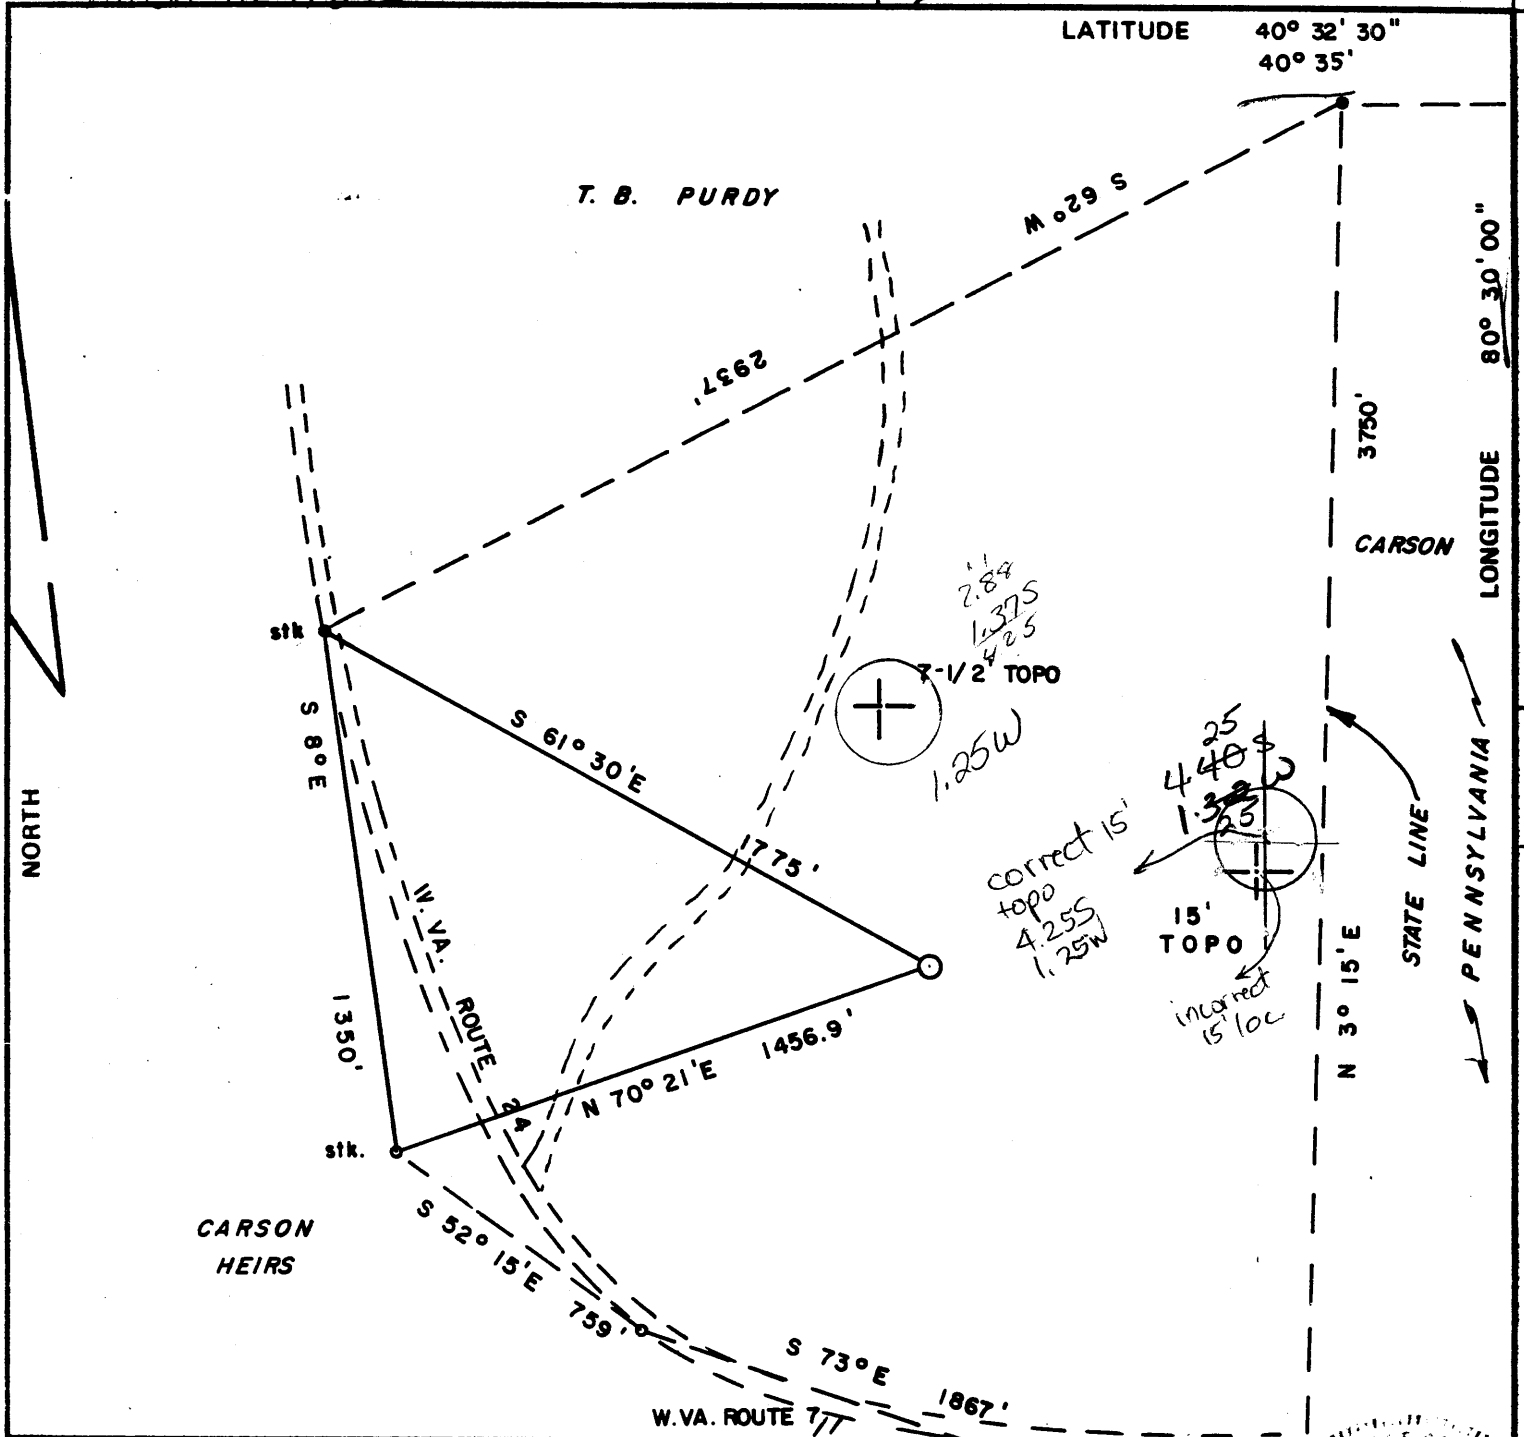 LATITUDE 40° 32' 30"
40° 35'
T. B. PURDY
S 62° W
2937'
LONGITUDE 80° 30' 00"
3750'
CARSON
stk
2.88
1.375
4 25
7-1/2' TOPO
1.25W
S 8° E
S 61° 30' E
1775'
25
4.40 S
W
25
correct 15'
topo
4.25S
1.25W
15'
TOPO
incorrect
15' loc
STATE LINE
PENNSYLVANIA
N 3° 15' E
NORTH
W. VA. ROUTE 24
1350'
1456.9'
N 70° 21' E
stk.
CARSON
HEIRS
S 52° 15' E 759'
S 73° E 1867'
W. VA. ROUTE 7